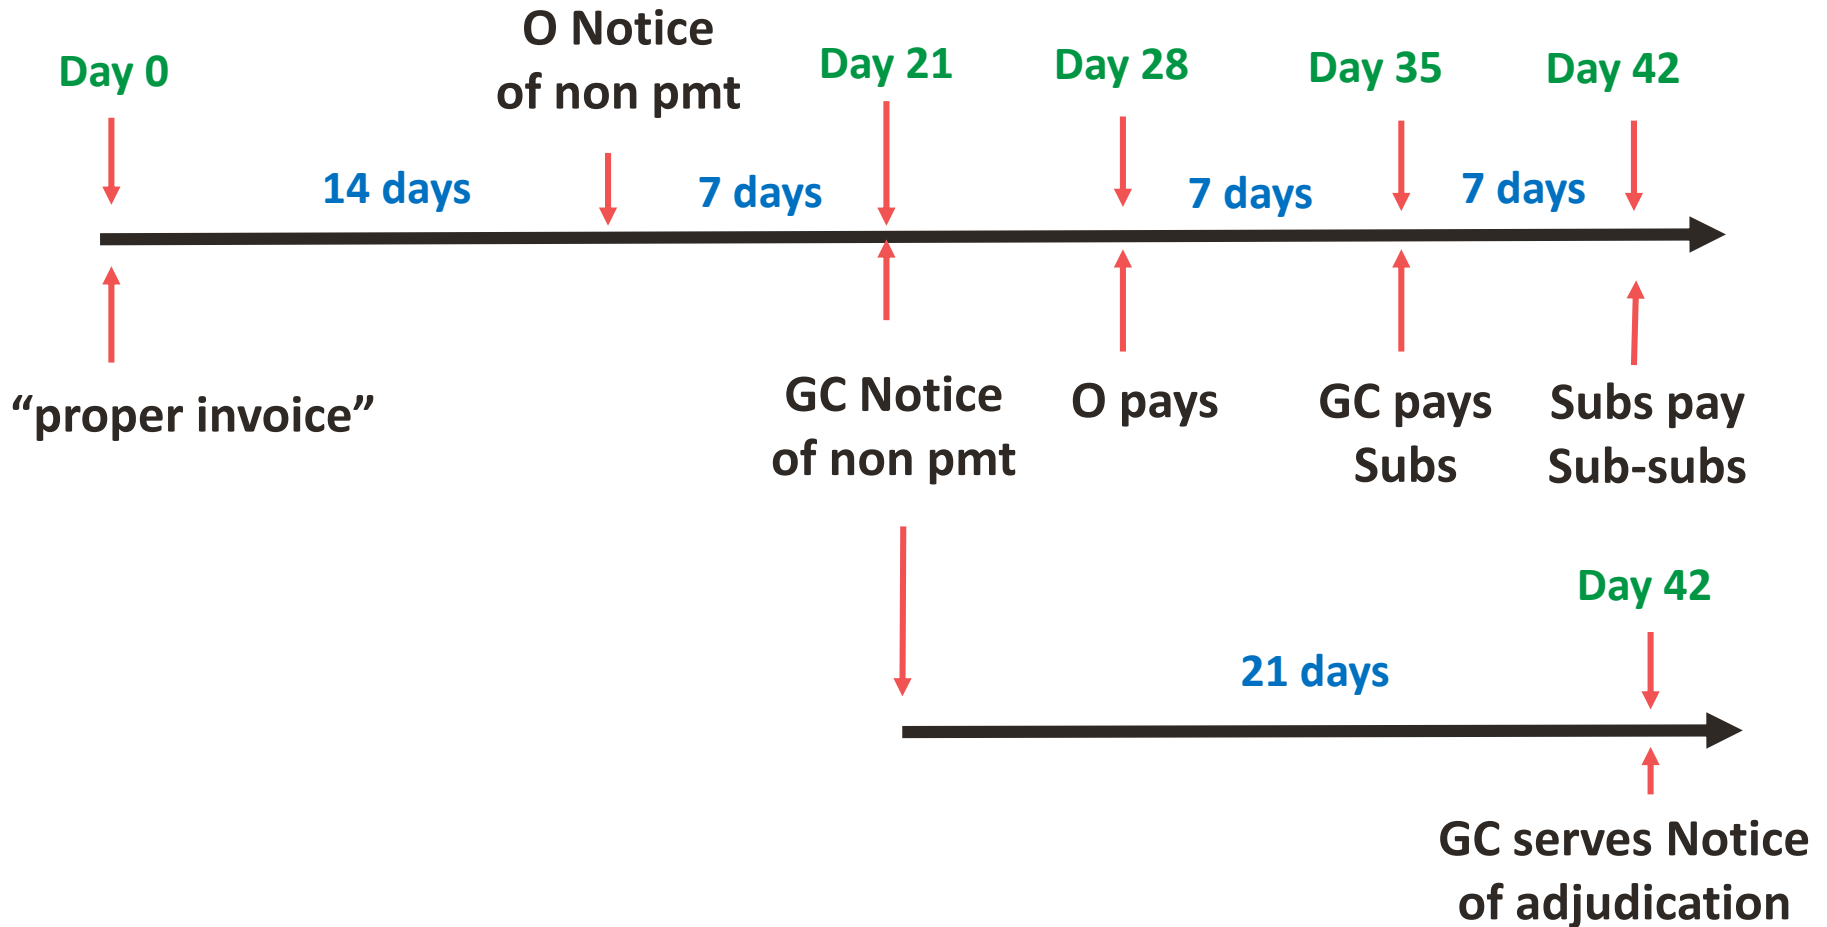 O Notice
of non pmt
Day 0
Day 21
Day 28
Day 35
Day 42
14 days
7 days
7 days
7 days
“proper invoice”
GC Notice
of non pmt
O pays
GC pays
Subs
Subs pay
Sub-subs
Day 42
21 days
GC serves Notice
of adjudication